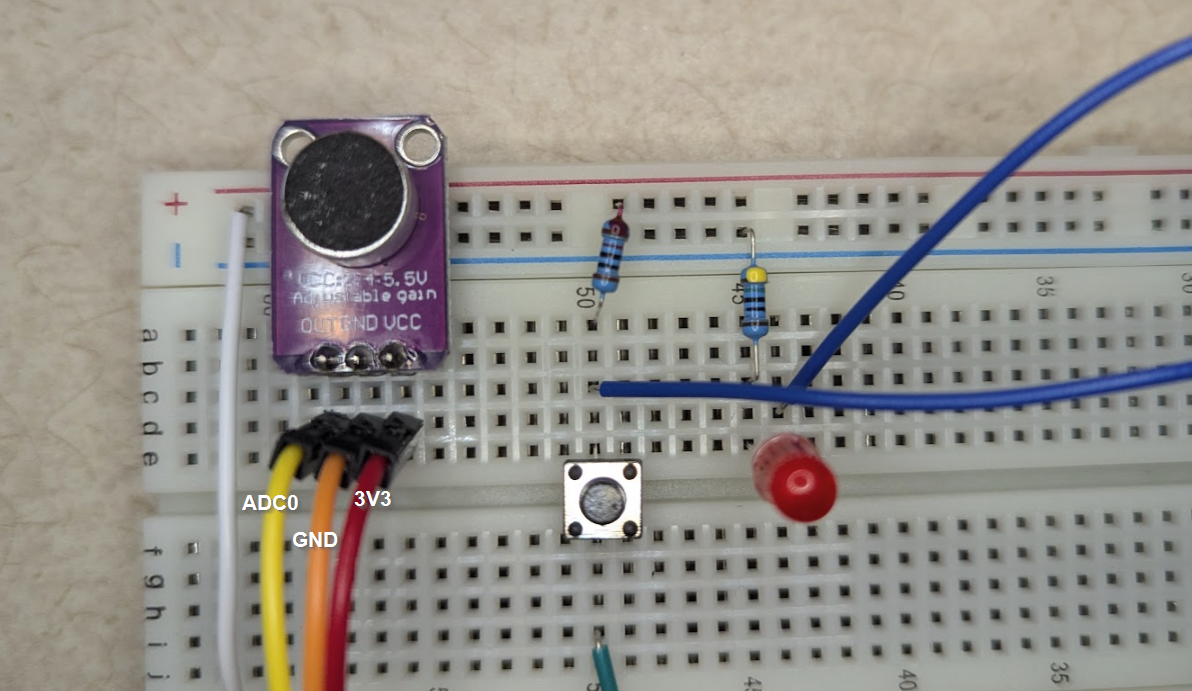 +
VCC:2.4-5.5V
Adjustable gain
OUT GND VCC
50
45
40
35
30
a
b
c
d
e
ADC0
3V3
GND
f
g
h
i
j
45
40
35